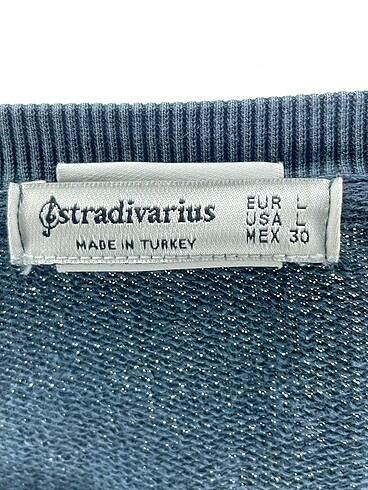 stradivarius
MADE IN TURKEY
EUR L
USA L
MEX 30